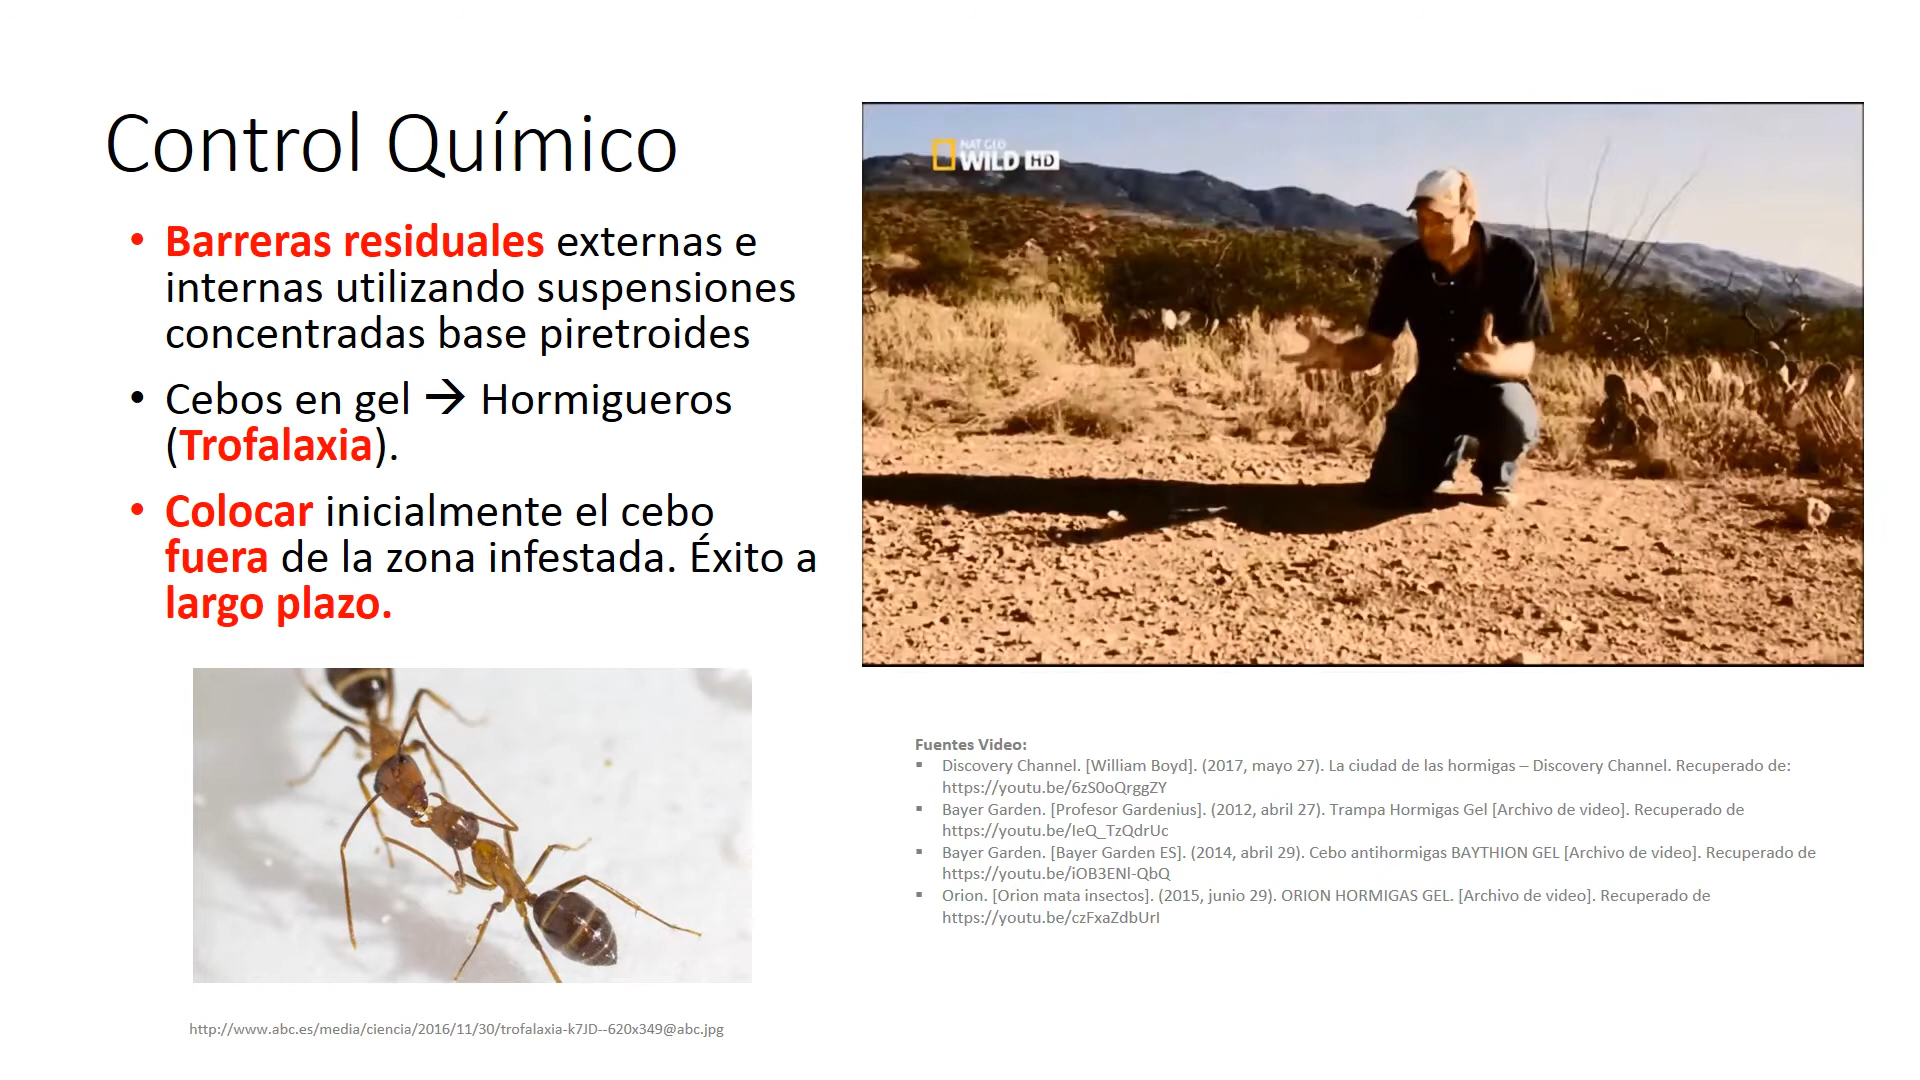 Control Químico
• Barreras residuales externas e
internas utilizando suspensiones
concentradas base piretroides
• Cebos en gel → Hormigueros
(Trofalaxia).
• Colocar inicialmente el cebo
fuera de la zona infestada. Éxito a
largo plazo.
NAT GEO
WILD HD
Fuentes Video:
▪ Discovery Channel. [William Boyd]. (2017, mayo 27). La ciudad de las hormigas – Discovery Channel. Recuperado de:
https://youtu.be/6zS0oQrggZY
▪ Bayer Garden. [Profesor Gardenius]. (2012, abril 27). Trampa Hormigas Gel [Archivo de video]. Recuperado de
https://youtu.be/IeQ_TzQdrUc
▪ Bayer Garden. [Bayer Garden ES]. (2014, abril 29). Cebo antihormigas BAYTHION GEL [Archivo de video]. Recuperado de
https://youtu.be/iOB3ENl-QbQ
▪ Orion. [Orion mata insectos]. (2015, junio 29). ORION HORMIGAS GEL. [Archivo de video]. Recuperado de
https://youtu.be/czFxaZdbUrI
http://www.abc.es/media/ciencia/2016/11/30/trofalaxia-k7JD--620x349@abc.jpg